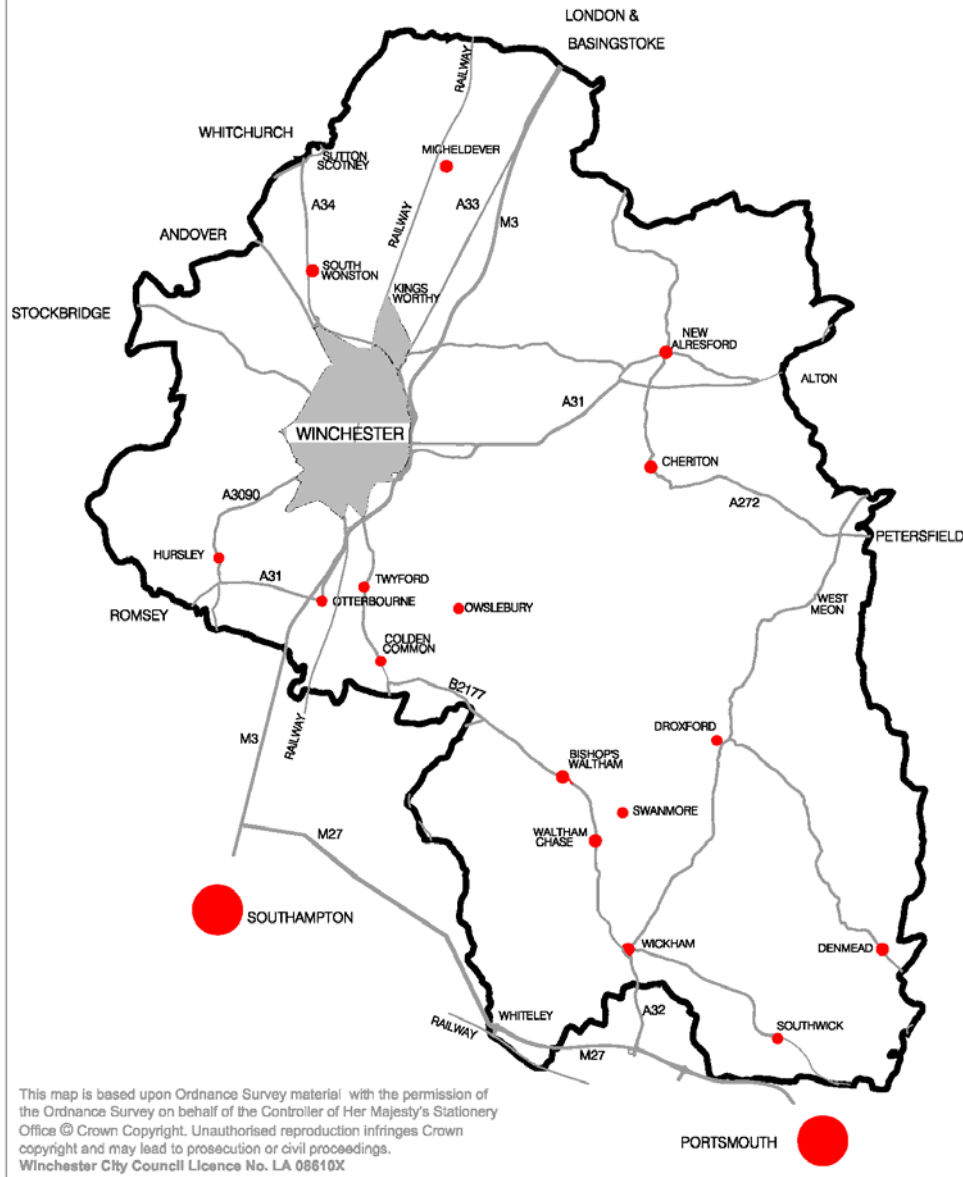 LONDON &
BASINGSTOKE
RAILWAY
WHITCHURCH
SUTTON
SCOTNEY
MIGHELDEVER
A34
RAILWAY
A33
M3
ANDOVER
SOUTH
WONSTON
KINGS
WORTHY
STOCKBRIDGE
NEW
ALRESFORD
ALTON
A31
WINCHESTER
CHERITON
A3090
A272
PETERSFIELD
HURSLEY
A31
TWYFORD
OTTERBOURNE
OWSLEBURY
WEST
MEON
ROMSEY
COLDEN
COMMON
B2177
M3
RAILWAY
DROXFORD
BISHOP'S
WALTHAM
SWANMORE
WALTHAM
CHASE
M27
SOUTHAMPTON
WICKHAM
DENMEAD
WHITELEY
RAILWAY
A32
SOUTHWICK
M27
This map is based upon Ordnance Survey material with the permission of
the Ordnance Survey on behalf of the Controller of Her Majesty's Stationery
Office © Crown Copyright. Unauthorised reproduction infringes Crown
copyright and may lead to prosecution or civil proceedings.
Winchester City Council Licence No. LA 08610X
PORTSMOUTH